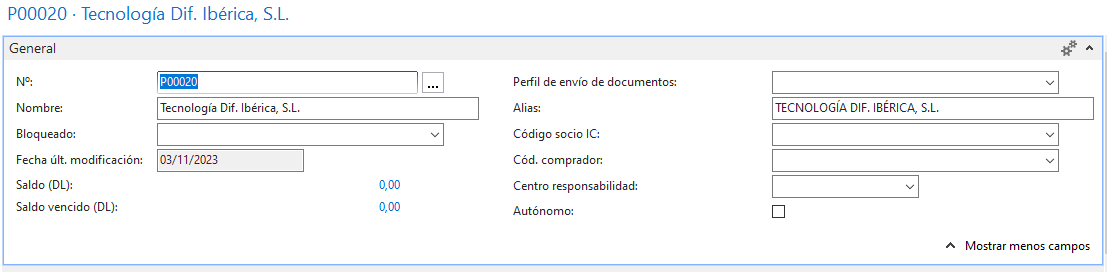 P00020 · Tecnología Dif. Ibérica, S.L.
General
Nº: P00020 ...
Nombre: Tecnología Dif. Ibérica, S.L.
Bloqueado:
Fecha últ. modificación: 03/11/2023
Saldo (DL): 0,00
Saldo vencido (DL): 0,00
Perfil de envío de documentos:
Alias: TECNOLOGÍA DIF. IBÉRICA, S.L.
Código socio IC:
Cód. comprador:
Centro responsabilidad:
Autónomo:
Mostrar menos campos